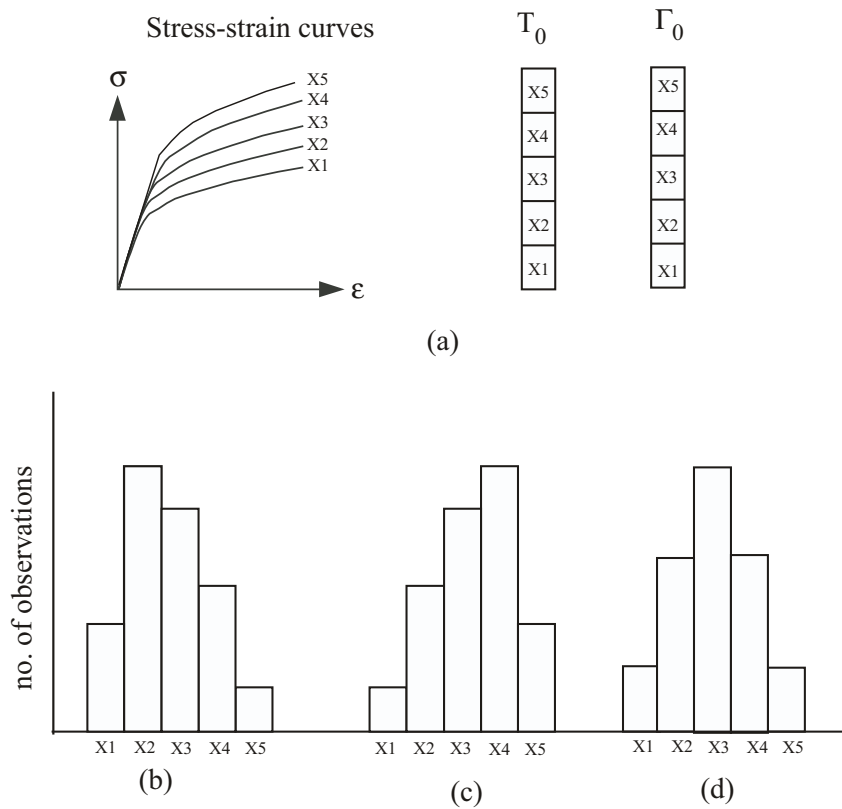 Stress-strain curves
T₀
Γ₀
σ
X5
X4
X3
X2
X1
ε
X5
X4
X3
X2
X1
X5
X4
X3
X2
X1
(a)
no. of observations
X1 X2 X3 X4 X5
X1 X2 X3 X4 X5
X1 X2 X3 X4 X5
(b)
(c)
(d)